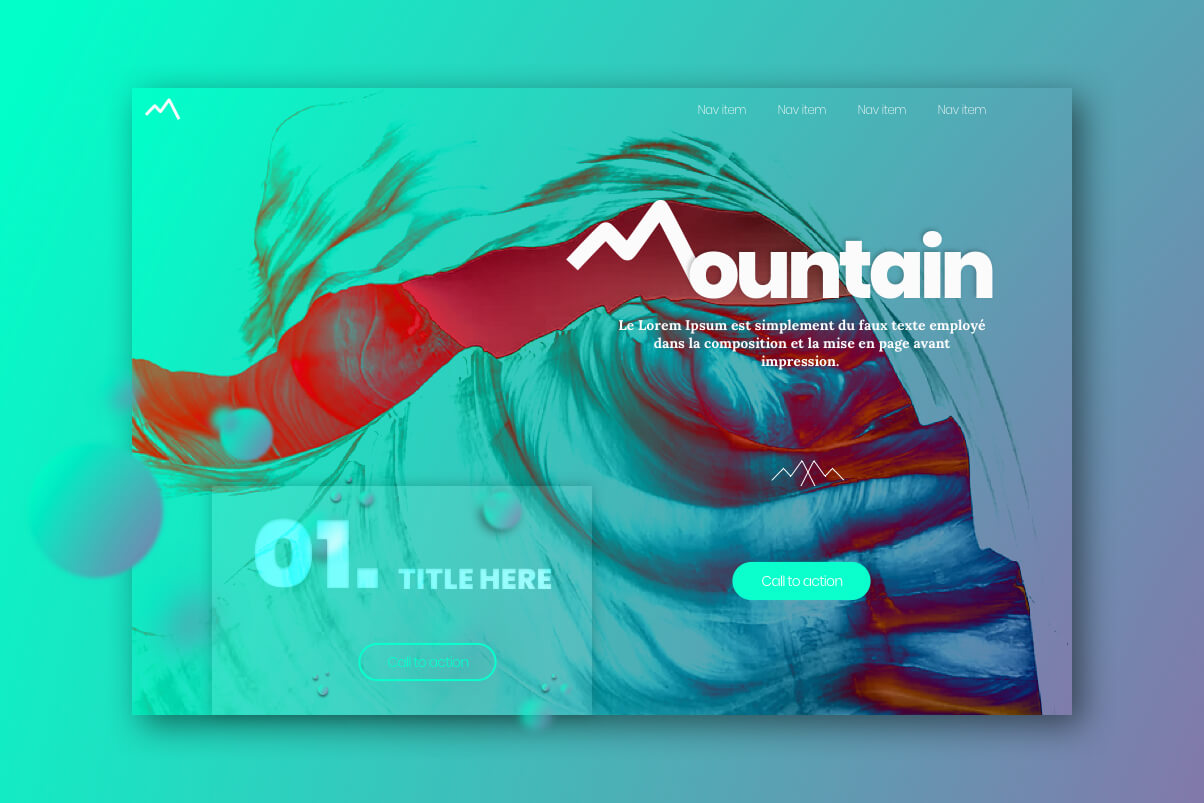 Nav item Nav item Nav item Nav item
Mountain
Le Lorem Ipsum est simplement du faux texte employé
dans la composition et la mise en page avant
impression.
Call to action
01. TITLE HERE
Call to action